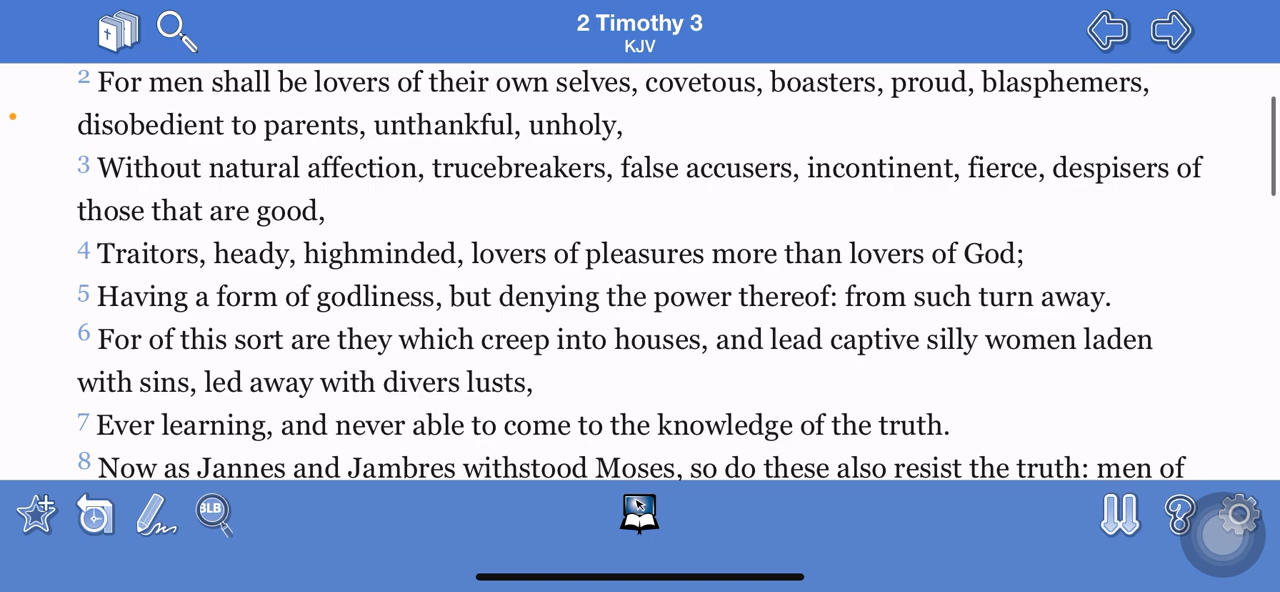 2 Timothy 3
KJV
2 For men shall be lovers of their own selves, covetous, boasters, proud, blasphemers,
disobedient to parents, unthankful, unholy,
3 Without natural affection, trucebreakers, false accusers, incontinent, fierce, despisers of
those that are good,
4 Traitors, heady, highminded, lovers of pleasures more than lovers of God;
5 Having a form of godliness, but denying the power thereof: from such turn away.
6 For of this sort are they which creep into houses, and lead captive silly women laden
with sins, led away with divers lusts,
7 Ever learning, and never able to come to the knowledge of the truth.
8 Now as Jannes and Jambres withstood Moses, so do these also resist the truth: men of
BLB